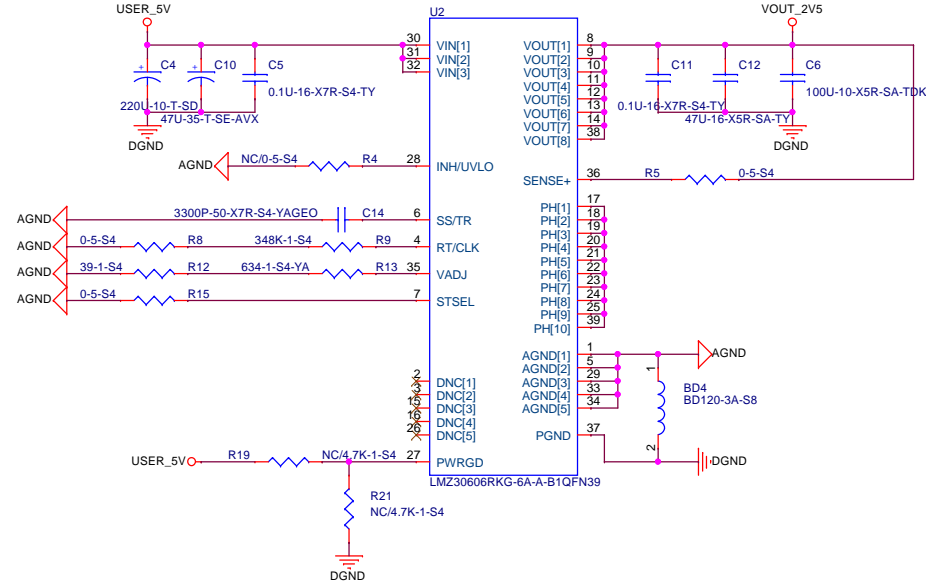 USER_5V
U2
VOUT_2V5
30 VIN[1] VOUT[1] 8
31 VIN[2] VOUT[2] 9
32 VIN[3] VOUT[3] 10
VOUT[4] 11
VOUT[5] 12
VOUT[6] 13
VOUT[7] 14
VOUT[8] 38
+ C4 + C10 C5
0.1U-16-X7R-S4-TY
220U-10-T-SD
47U-35-T-SE-AVX
DGND
C11 C12 C6
100U-10-X5R-SA-TDK
0.1U-16-X7R-S4-TY
47U-16-X5R-SA-TY
DGND
AGND NC/0-5-S4 R4 28 INH/UVLO
SENSE+ 36 R5 0-5-S4
AGND 3300P-50-X7R-S4-YAGEO C14 6 SS/TR
AGND 0-5-S4 R8 348K-1-S4 R9 4 RT/CLK
AGND 39-1-S4 R12 634-1-S4-YA R13 35 VADJ
AGND 0-5-S4 R15 7 STSEL
PH[1] 17
PH[2] 18
PH[3] 19
PH[4] 20
PH[5] 21
PH[6] 22
PH[7] 23
PH[8] 24
PH[9] 25
PH[10] 39
AGND[1] 1 AGND
AGND[2] 5
AGND[3] 29
AGND[4] 33
AGND[5] 34
1
BD4
BD120-3A-S8
2
PGND 37 DGND
2 DNC[1]
3 DNC[2]
15 DNC[3]
16 DNC[4]
26 DNC[5]
USER_5V R19 NC/4.7K-1-S4 27 PWRGD
LMZ30606RKG-6A-A-B1QFN39
R21
NC/4.7K-1-S4
DGND